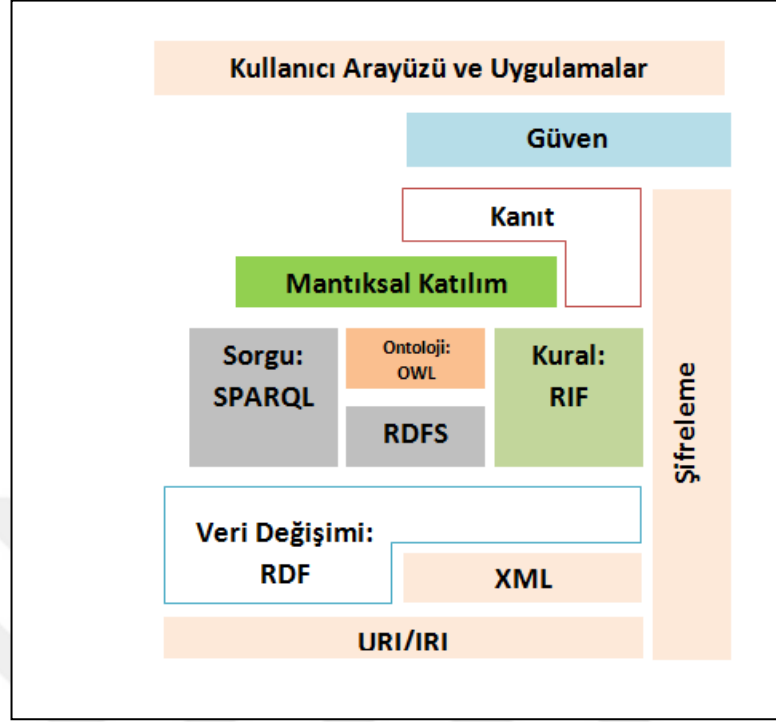 Kullanıcı Arayüzü ve Uygulamalar
Güven
Kanıt
Mantıksal Katılım
Sorgu:
SPARQL
Ontoloji:
OWL
RDFS
Kural:
RIF
Şifreleme
Veri Değişimi:
RDF
XML
URI/IRI